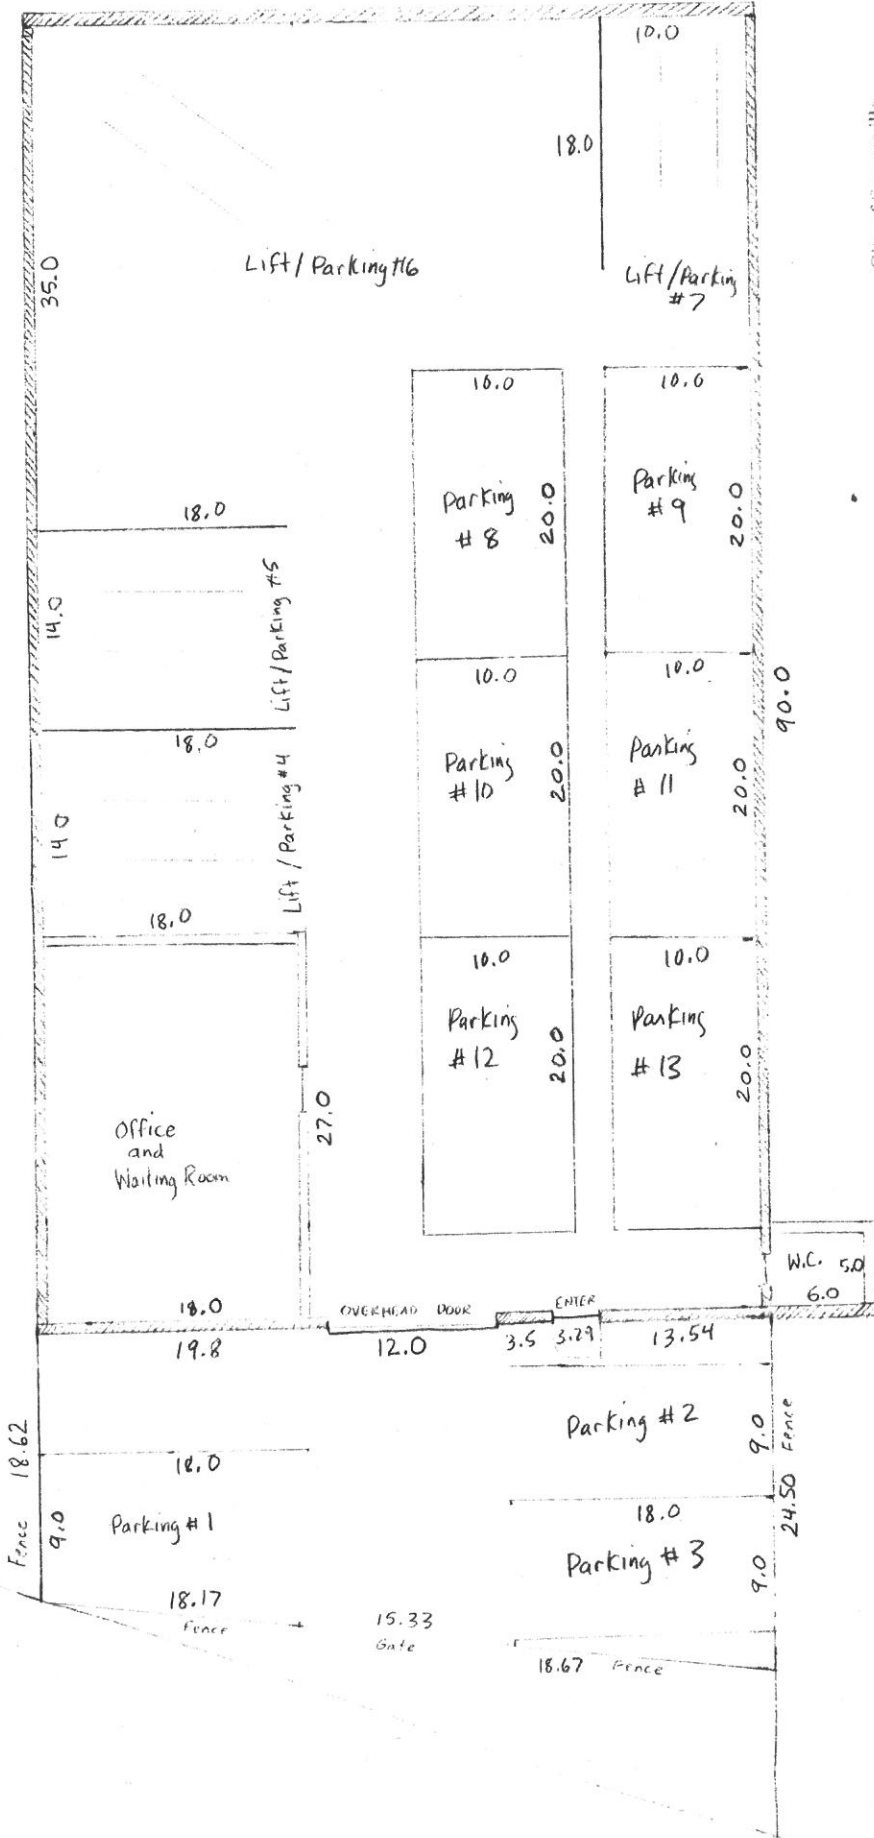 10.0
18.0
35.0
Lift/Parking #6
Lift/Parking
#7
10.0
10.0
Parking
#8
20.0
Parking
#9
20.0
18.0
14.0
Lift/Parking #5
18.0
10.0
10.0
90.0
Parking
#10
20.0
Parking
#11
20.0
14.0
Lift/Parking #4
18.0
10.0
10.0
Parking
#12
20.0
Parking
#13
20.0
27.0
Office
and
Waiting Room
W.C. 5.0
6.0
18.0
OVERHEAD DOOR
ENTER
19.8
12.0
3.5
3.29
13.54
Parking #2
9.0
Fence 18.62
18.0
9.0
Parking #1
24.50 Fence
18.0
Parking #3
9.0
18.17
Fence
15.33
Gate
18.67 Fence